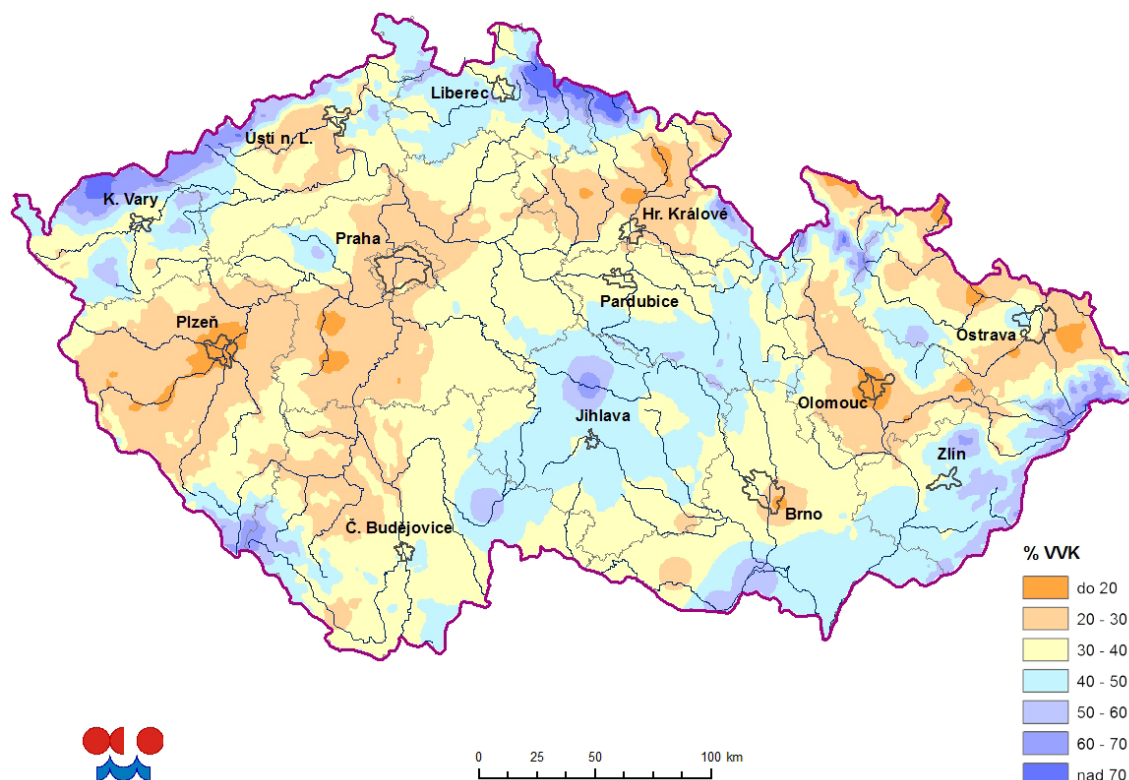 Liberec
Ústí n. L.
K. Vary
Hr. Králové
Praha
Pardubice
Plzeň
Ostrava
Olomouc
Jihlava
Zlín
Brno
Č. Budějovice
% VVK
do 20
20 - 30
30 - 40
40 - 50
50 - 60
60 - 70
nad 70
0 25 50 100 km